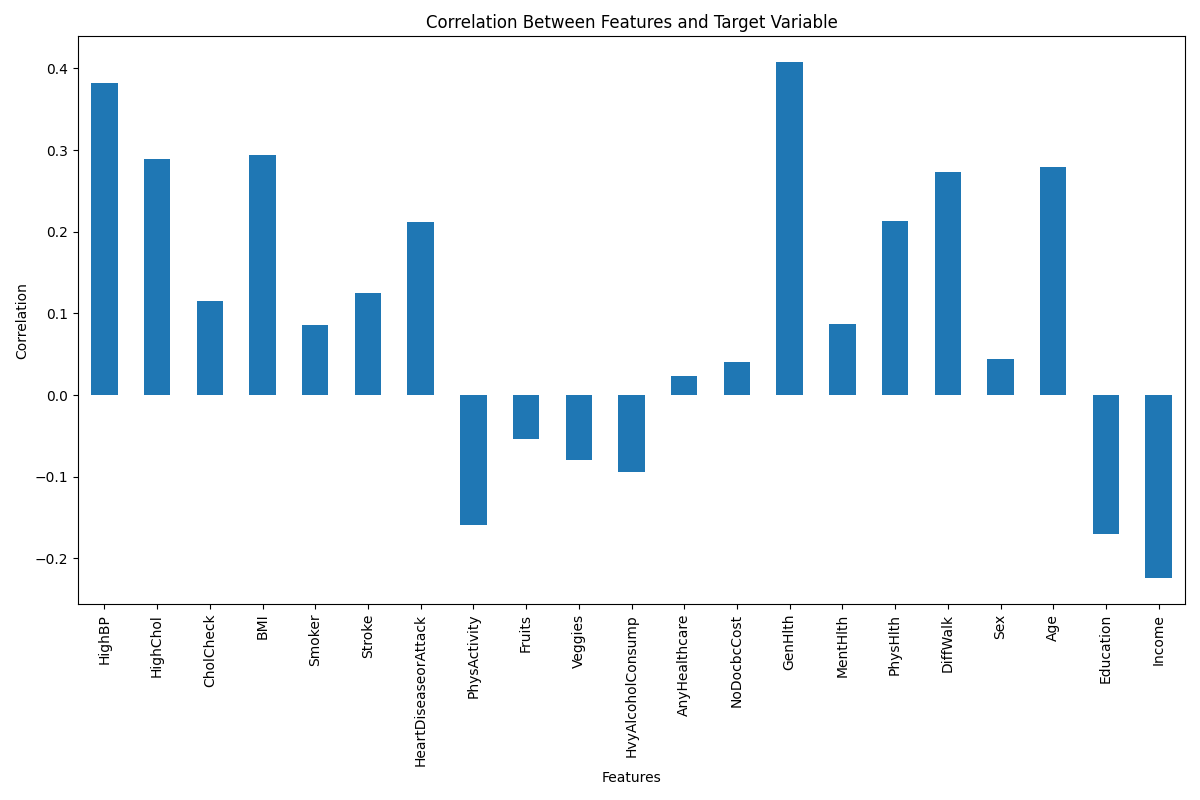 Correlation Between Features and Target Variable
Correlation
0.4
0.3
0.2
0.1
0.0
−0.1
−0.2
HighBP
HighChol
CholCheck
BMI
Smoker
Stroke
HeartDiseaseorAttack
PhysActivity
Fruits
Veggies
HvyAlcoholConsump
AnyHealthcare
NoDocbcCost
GenHlth
MentHlth
PhysHlth
DiffWalk
Sex
Age
Education
Income
Features